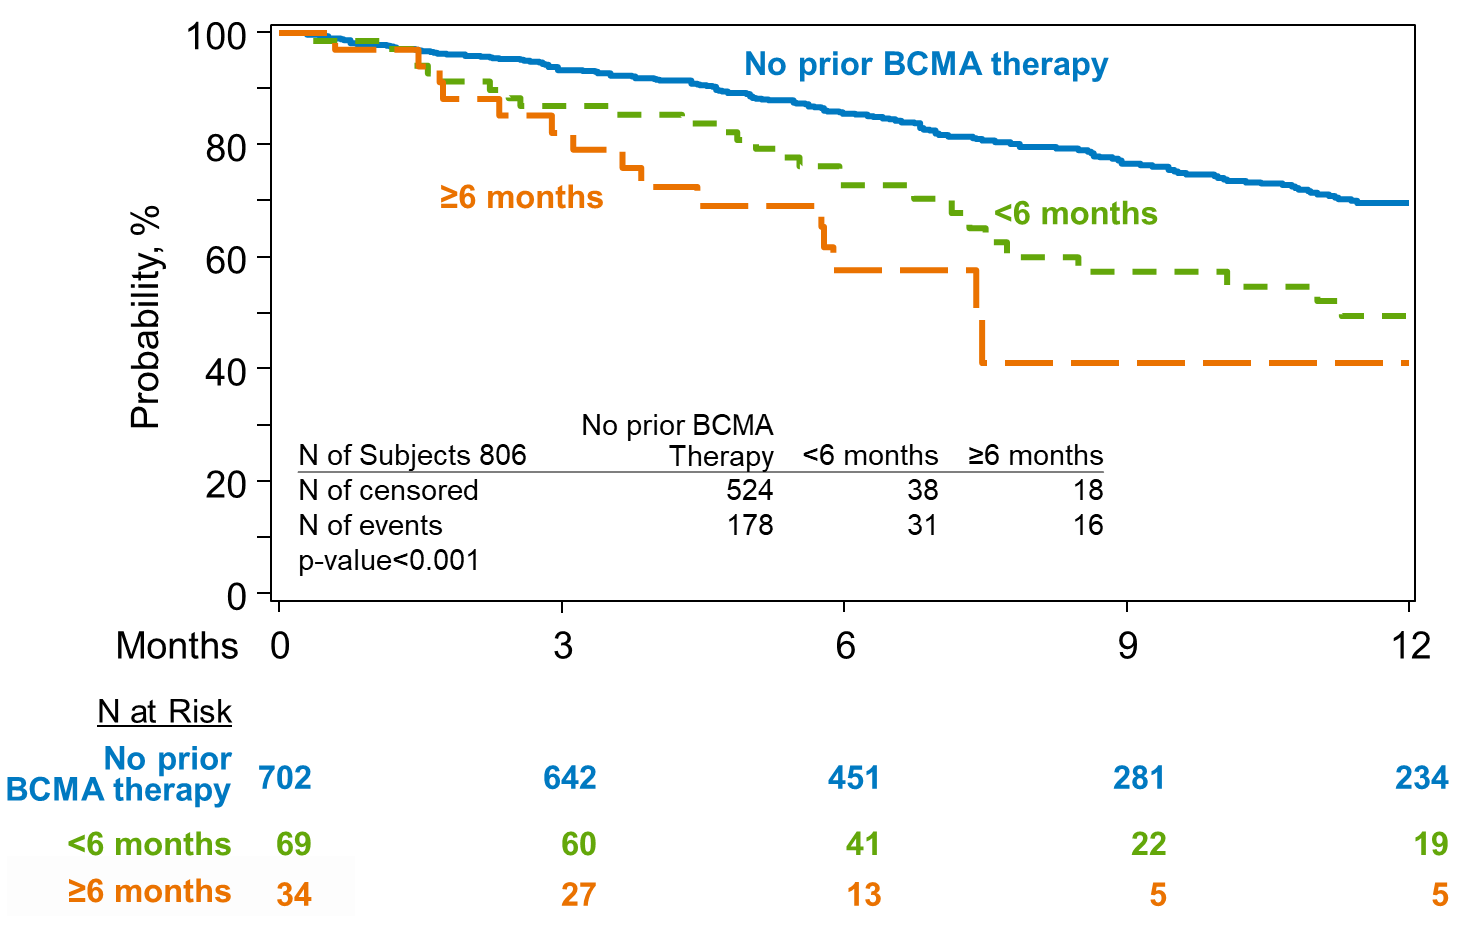 100
80
60
40
20
0
Probability, %
No prior BCMA therapy
≥6 months
<6 months
No prior BCMA
N of Subjects 806 Therapy <6 months ≥6 months
N of censored 524 38 18
N of events 178 31 16
p-value<0.001
Months 0 3 6 9 12
N at Risk
No prior
BCMA therapy 702 642 451 281 234
<6 months 69 60 41 22 19
≥6 months 34 27 13 5 5